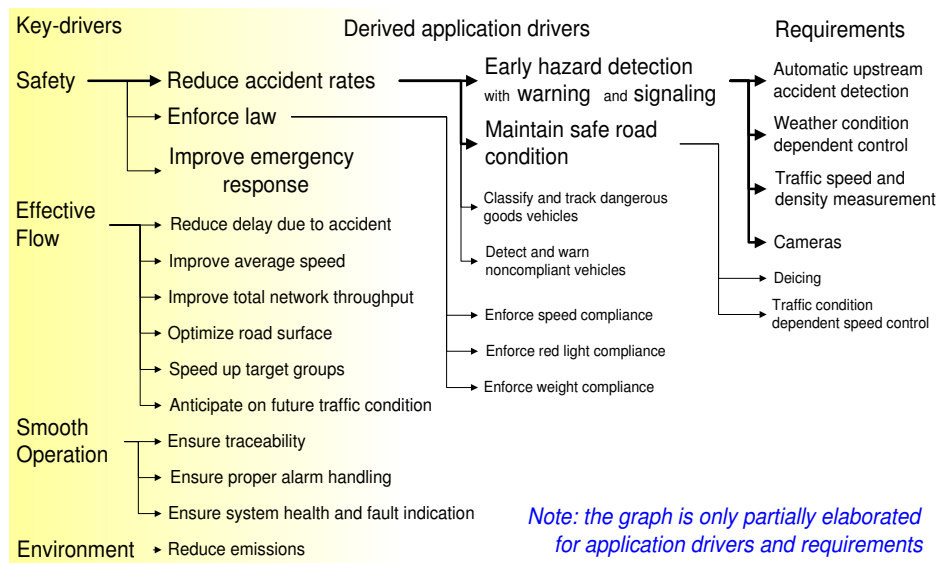 Key-drivers
Derived application drivers
Requirements
Safety
Reduce accident rates
Enforce law
Improve emergency
response
Early hazard detection
with warning and signaling
Maintain safe road
condition
Classify and track dangerous
goods vehicles
Detect and warn
noncompliant vehicles
Enforce speed compliance
Enforce red light compliance
Enforce weight compliance
Automatic upstream
accident detection
Weather condition
dependent control
Traffic speed and
density measurement
Cameras
Deicing
Traffic condition
dependent speed control
Effective
Flow
Reduce delay due to accident
Improve average speed
Improve total network throughput
Optimize road surface
Speed up target groups
Anticipate on future traffic condition
Smooth
Operation
Ensure traceability
Ensure proper alarm handling
Ensure system health and fault indication
Environment
Reduce emissions
Note: the graph is only partially elaborated
for application drivers and requirements